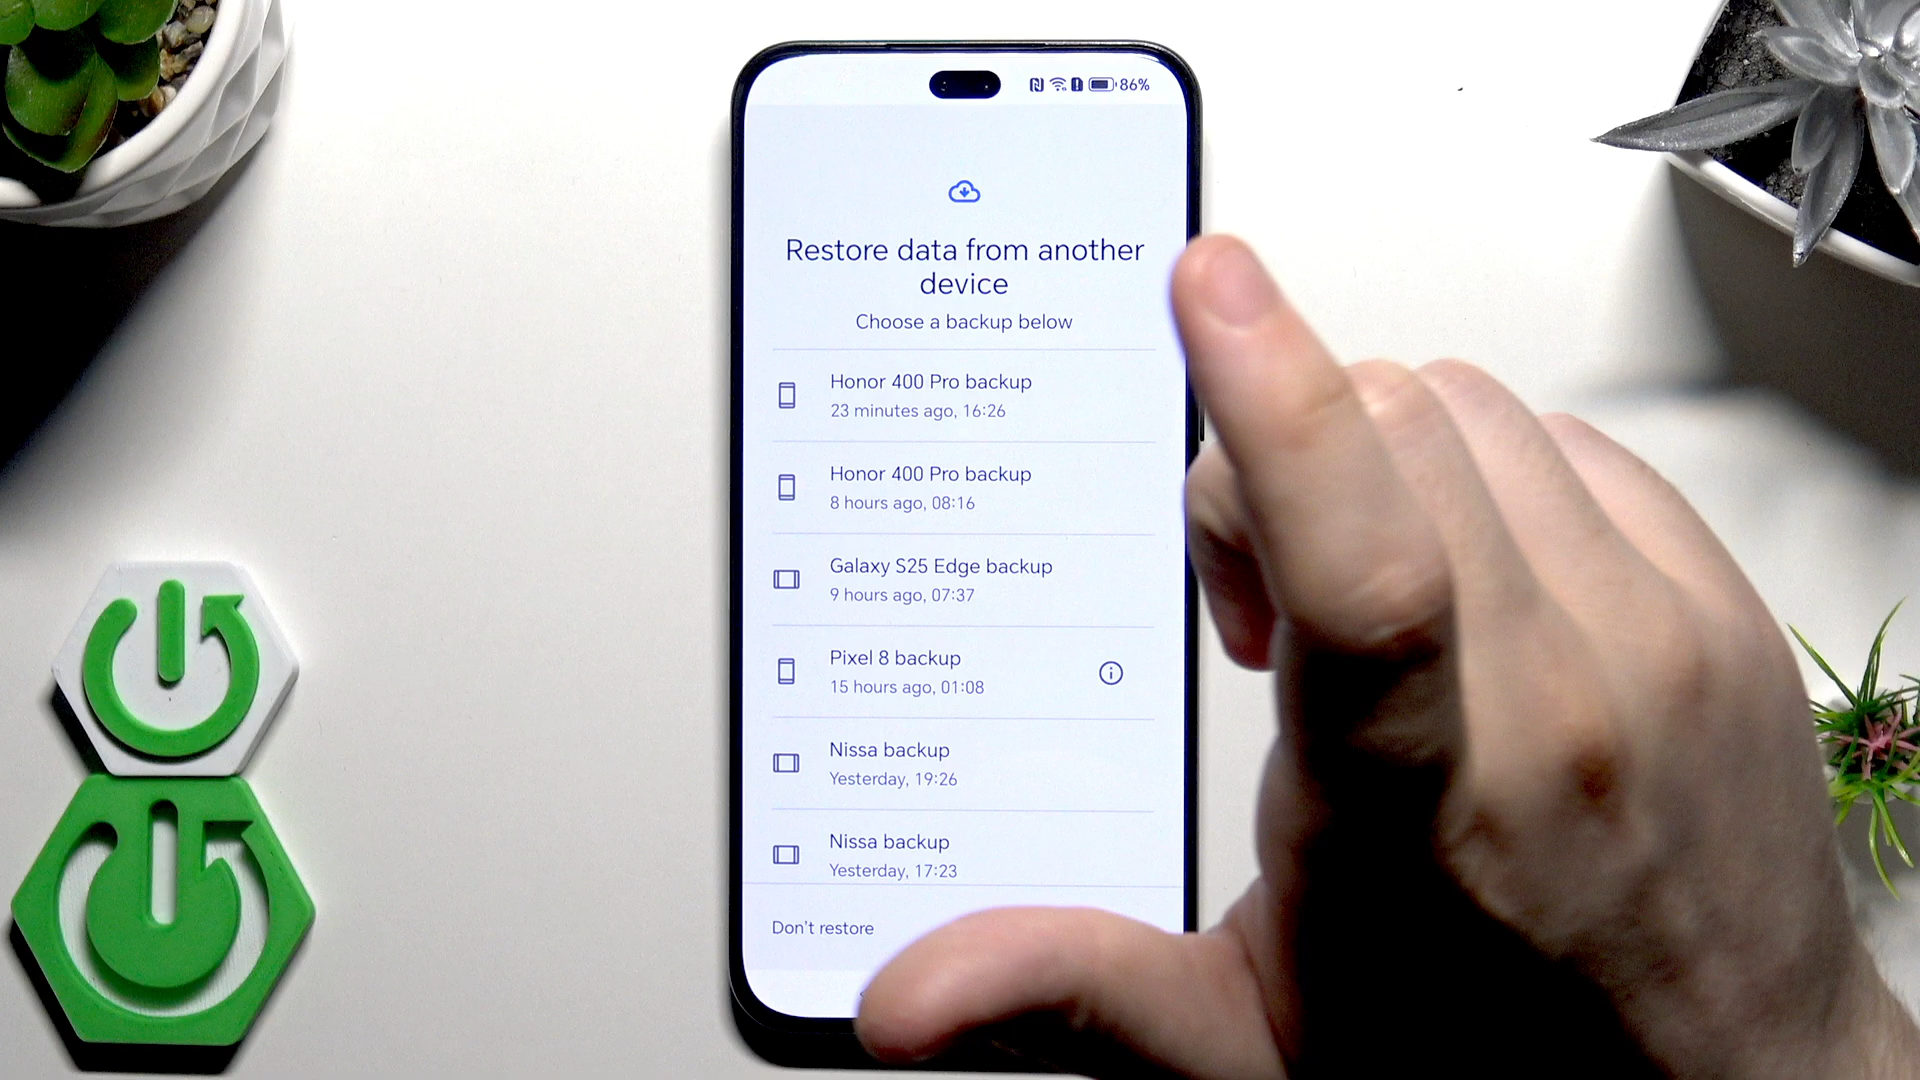 86%
Restore data from another
device
Choose a backup below
Honor 400 Pro backup
23 minutes ago, 16:26
Honor 400 Pro backup
8 hours ago, 08:16
Galaxy S25 Edge backup
9 hours ago, 07:37
Pixel 8 backup
15 hours ago, 01:08
Nissa backup
Yesterday, 19:26
Nissa backup
Yesterday, 17:23
Don't restore